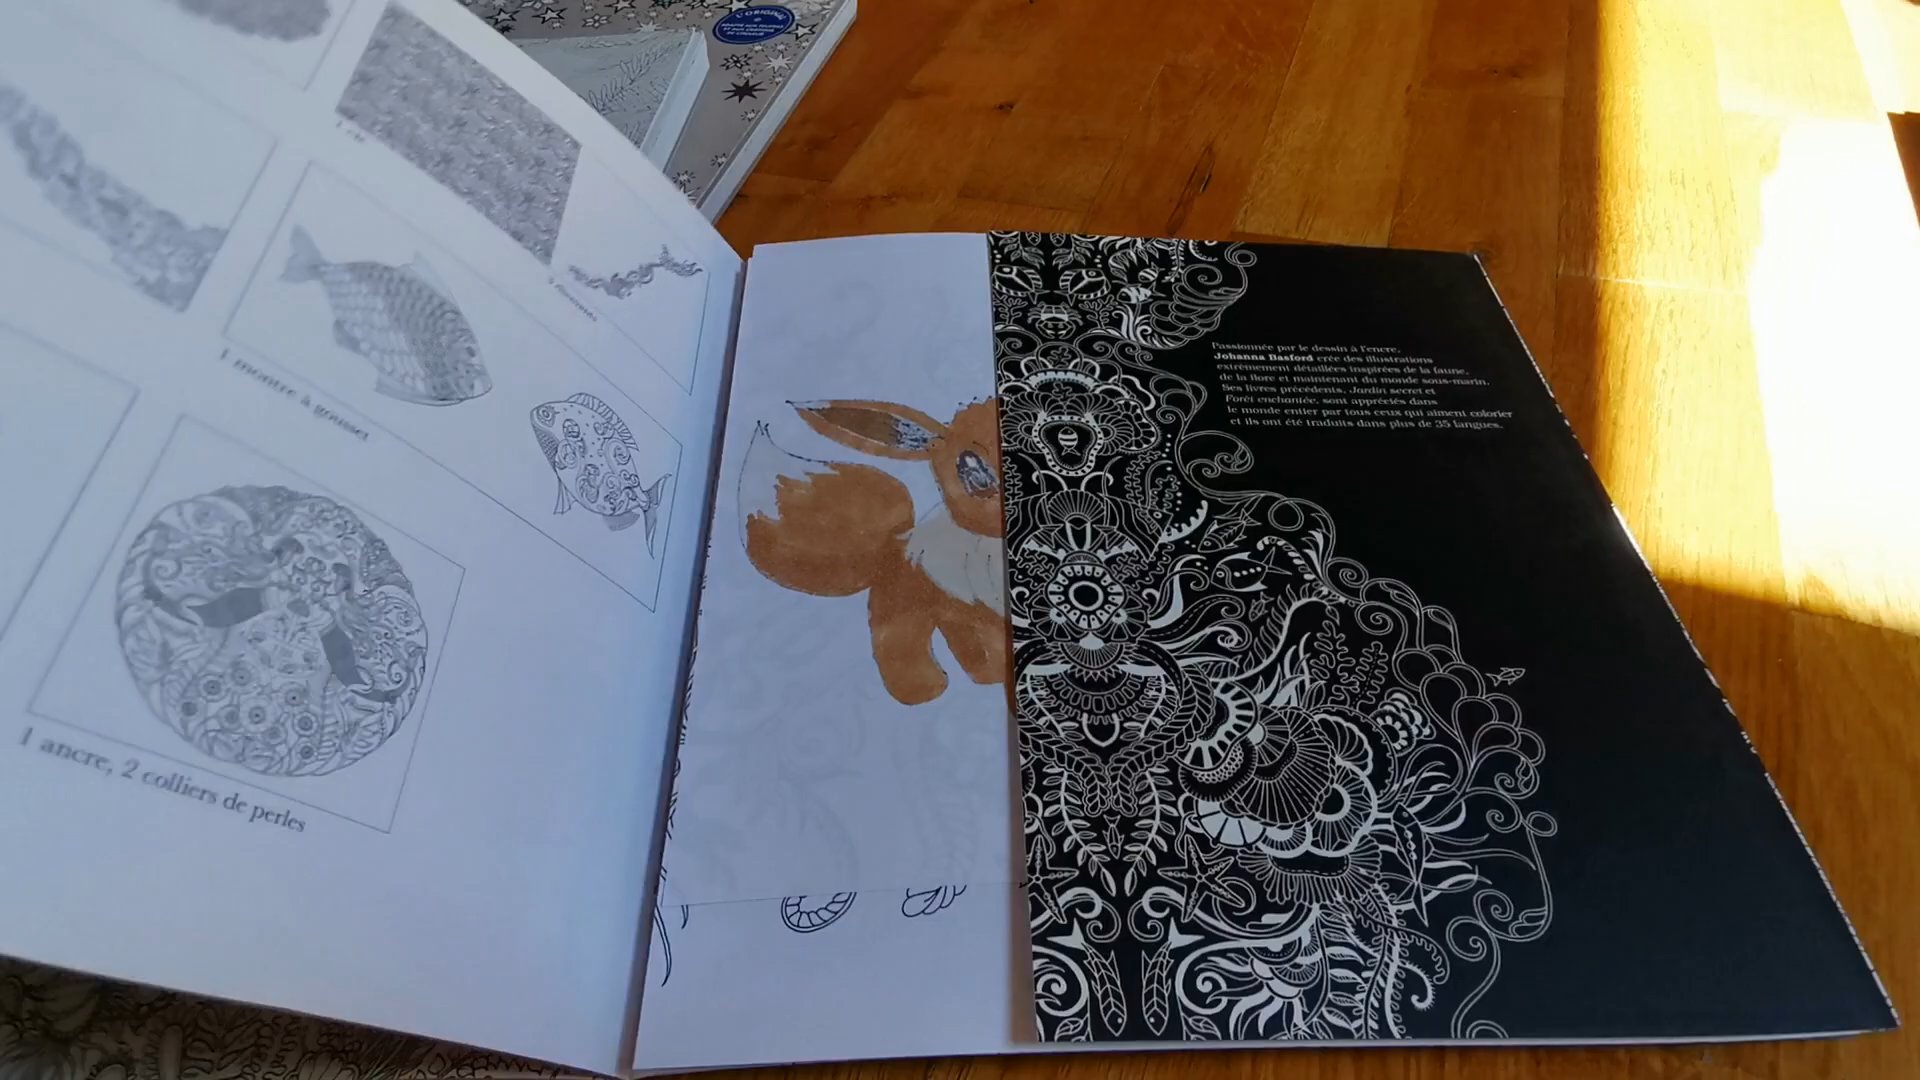 L'ORIGINAL
1 clé
1 montre à gousset
1 ancre, 2 colliers de perles
Passionnée par le dessin à l'encre,
Johanna Basford crée des illustrations
extrêmement détaillées inspirées de la faune,
de la flore et maintenant du monde sous-marin.
Ses livres précédents, Jardin secret et
Forêt enchantée, sont appréciés dans
le monde entier par tous ceux qui aiment colorier
et ils ont été traduits dans plus de 35 langues.